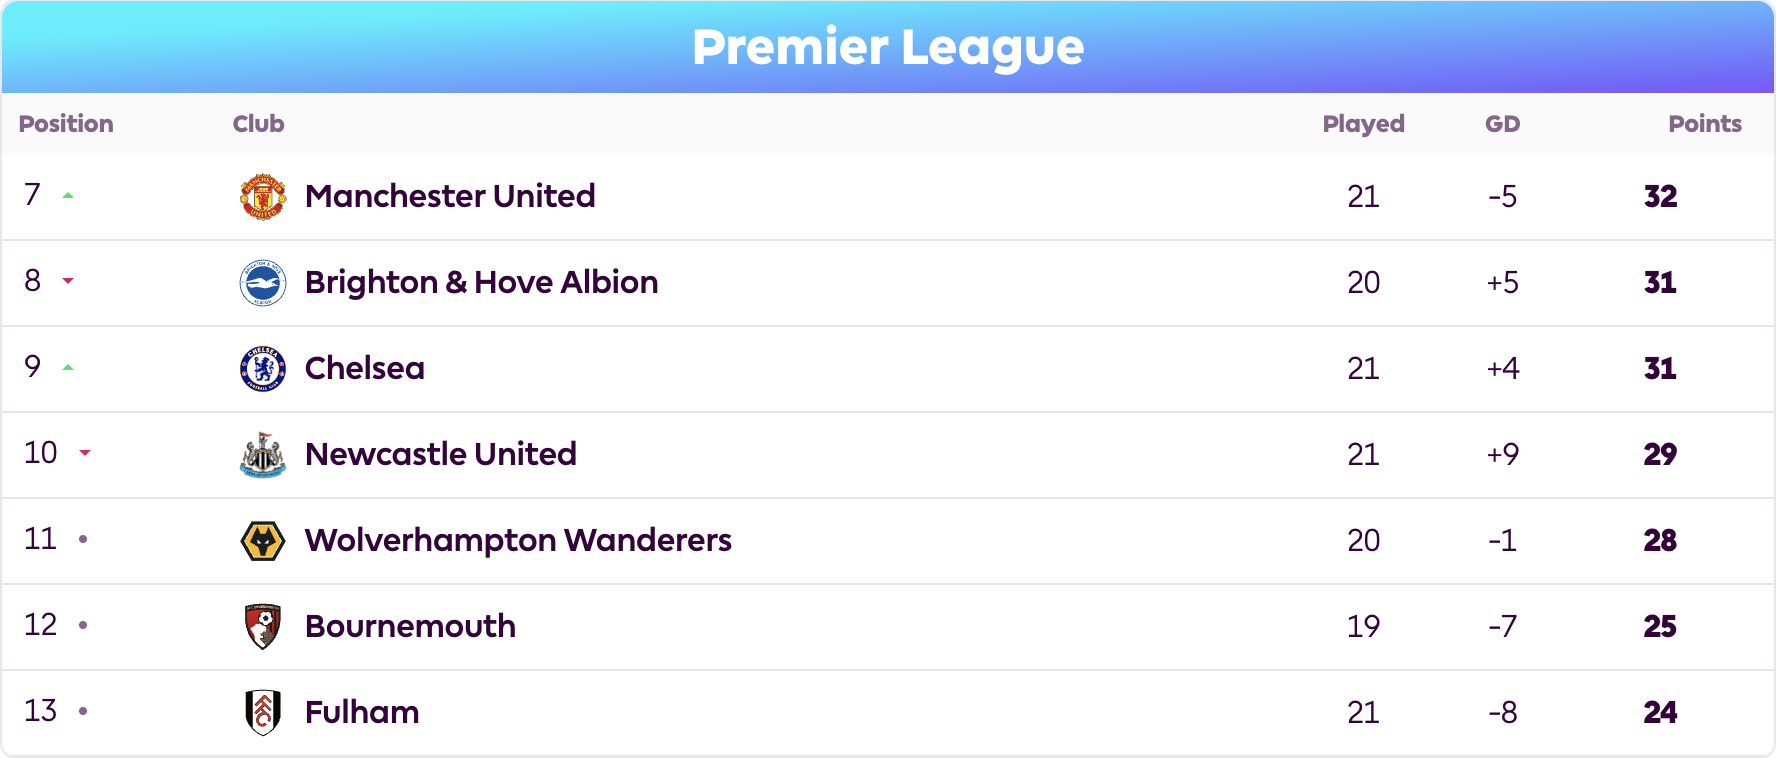 Premier League
Position Club Played GD Points
7 Manchester United 21 -5 32
8 Brighton & Hove Albion 20 +5 31
9 Chelsea 21 +4 31
10 Newcastle United 21 +9 29
11 Wolverhampton Wanderers 20 -1 28
12 Bournemouth 19 -7 25
13 Fulham 21 -8 24